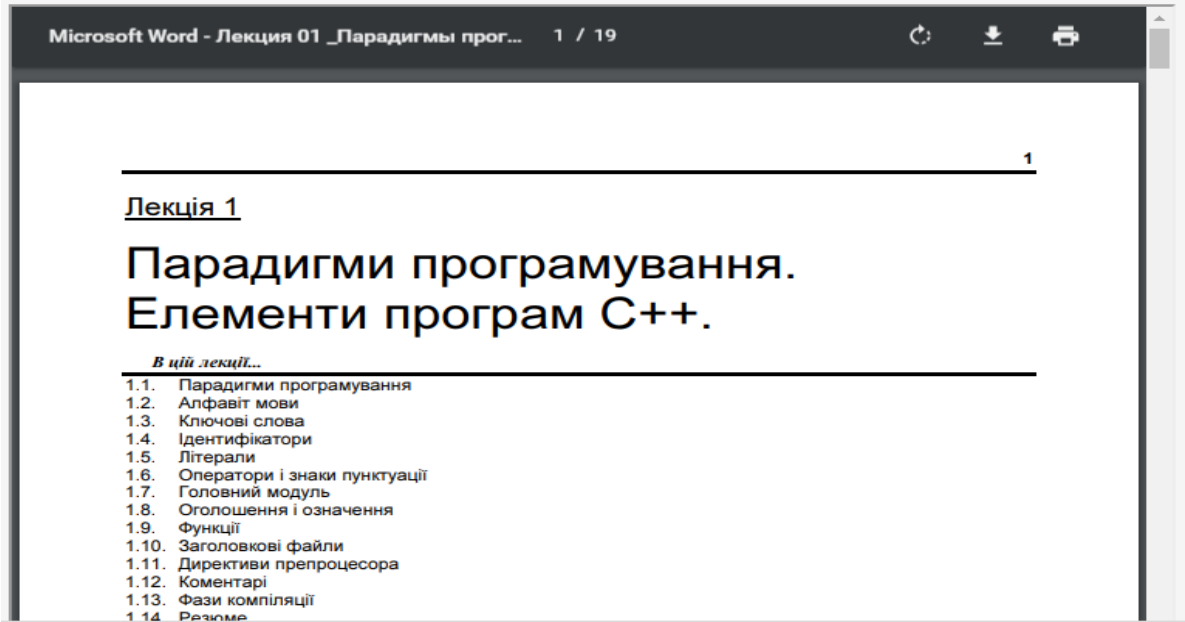 Microsoft Word - Лекция 01 _Парадигмы прог... 1 / 19
1
Лекція 1
Парадигми програмування.
Елементи програм C++.
В цій лекції...
1.1. Парадигми програмування
1.2. Алфавіт мови
1.3. Ключові слова
1.4. Ідентифікатори
1.5. Літерали
1.6. Оператори і знаки пунктуації
1.7. Головний модуль
1.8. Оголошення і означення
1.9. Функції
1.10. Заголовкові файли
1.11. Директиви препроцесора
1.12. Коментарі
1.13. Фази компіляції
1.14. Резюме